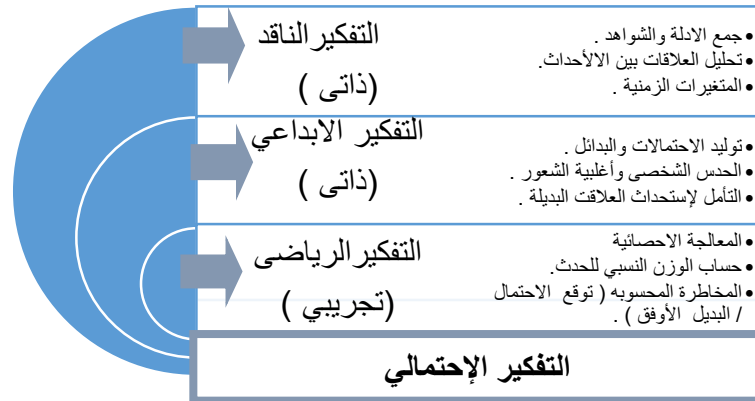 التفكير الناقد
(ذاتى )
• جمع الادلة والشواهد .
• تحليل العلاقات بين الالأحداث.
• المتغيرات الزمنية .
التفكير الابداعي
(ذاتى )
• توليد الاحتمالات والبدائل .
• الحدس الشخصى وأغلبية الشعور .
• التأمل لإستحداث العلاقت البديلة .
التفكير الرياضى
(تجريبي )
• المعالجة الاحصائية
• حساب الوزن النسبي للحدث.
• المخاطرة المحسوبه ( توقع الاحتمال
/ البديل الأوفق ) .
التفكير الإحتمالي